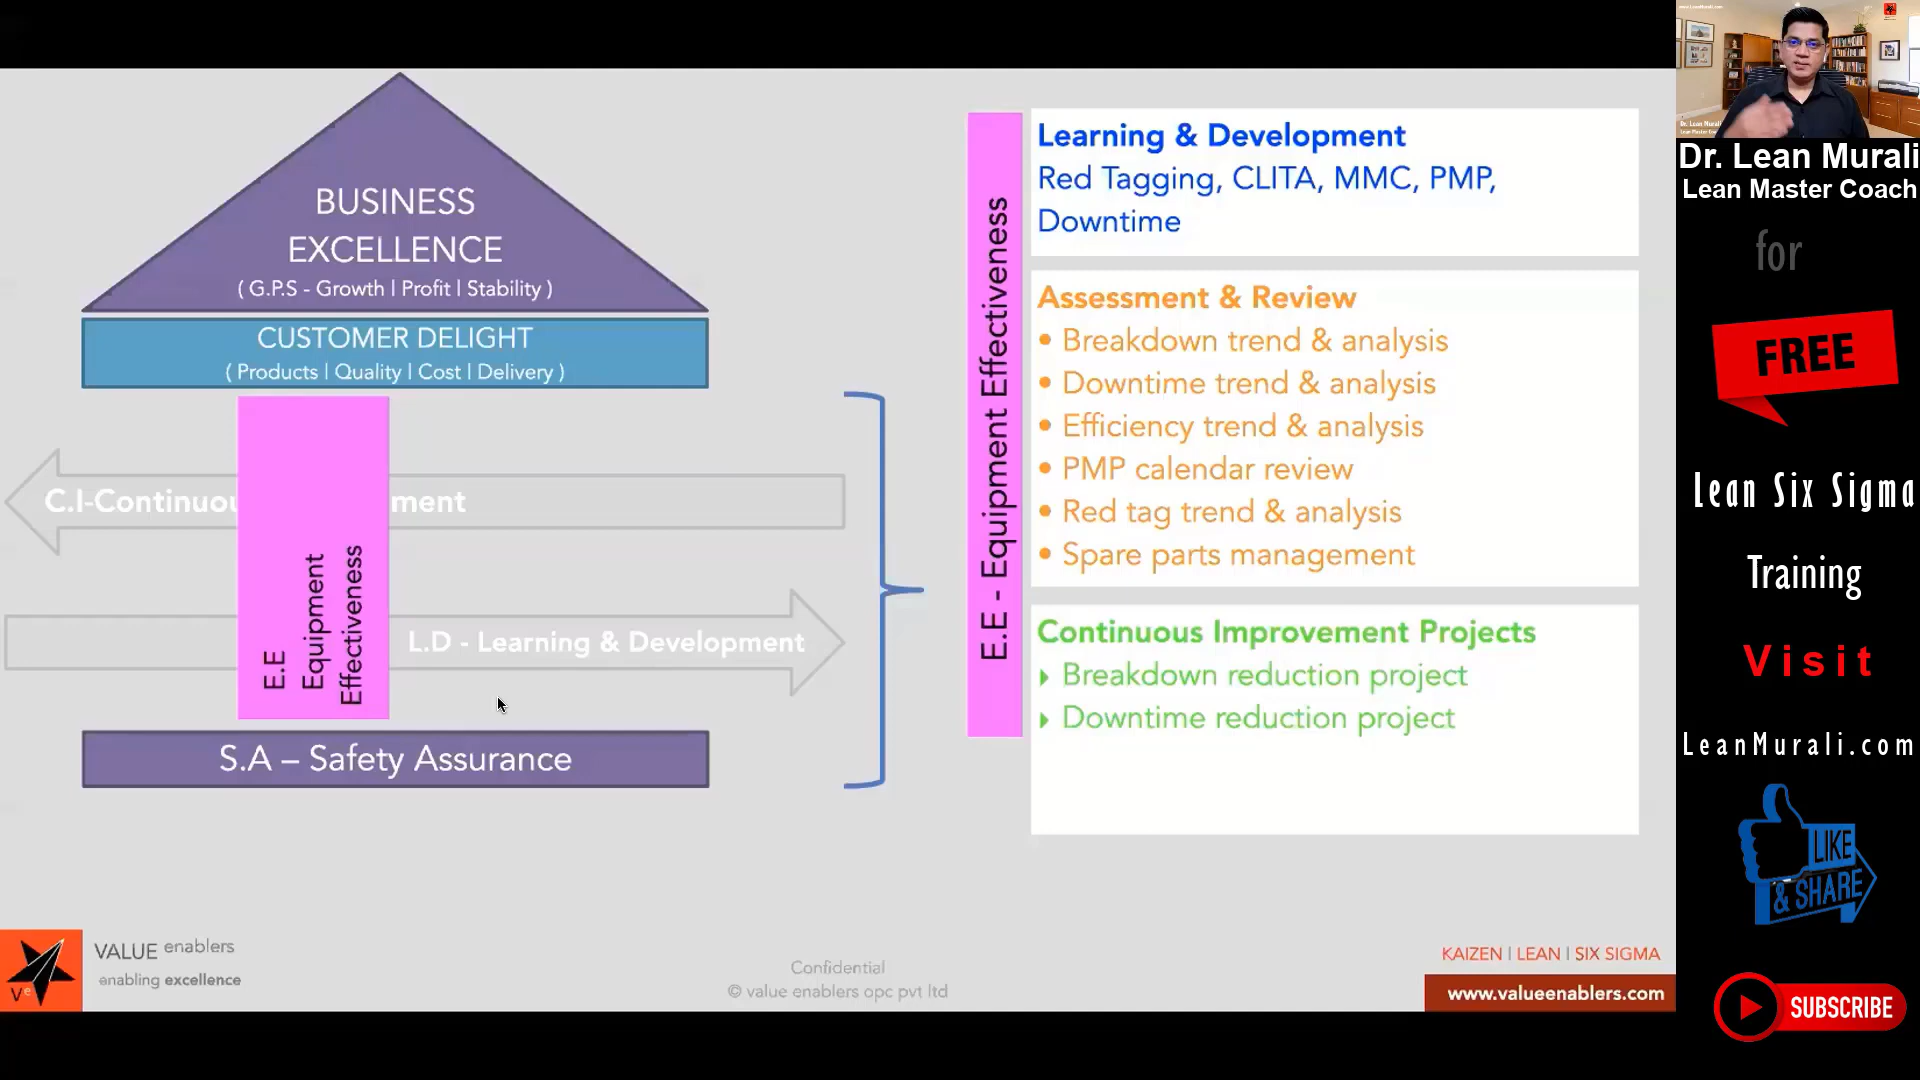 BUSINESS
EXCELLENCE
( G.P.S - Growth | Profit | Stability )
CUSTOMER DELIGHT
( Products | Quality | Cost | Delivery )
C.I-Continuou
ment
E.E
Equipment
Effectiveness
L.D - Learning & Development
S.A – Safety Assurance
E.E - Equipment Effectiveness
Learning & Development
Red Tagging, CLITA, MMC, PMP,
Downtime
Assessment & Review
• Breakdown trend & analysis
• Downtime trend & analysis
• Efficiency trend & analysis
• PMP calendar review
• Red tag trend & analysis
• Spare parts management
Continuous Improvement Projects
Breakdown reduction project
Downtime reduction project
Ve
VALUE enablers
enabling excellence
Confidential
© value enablers opc pvt ltd
KAIZEN | LEAN | SIX SIGMA
www.valueenablers.com
Dr. Lean Murali
Lean Master Coach
for
FREE
Lean Six Sigma
Training
Visit
LeanMurali.com
LIKE
& SHARE
SUBSCRIBE